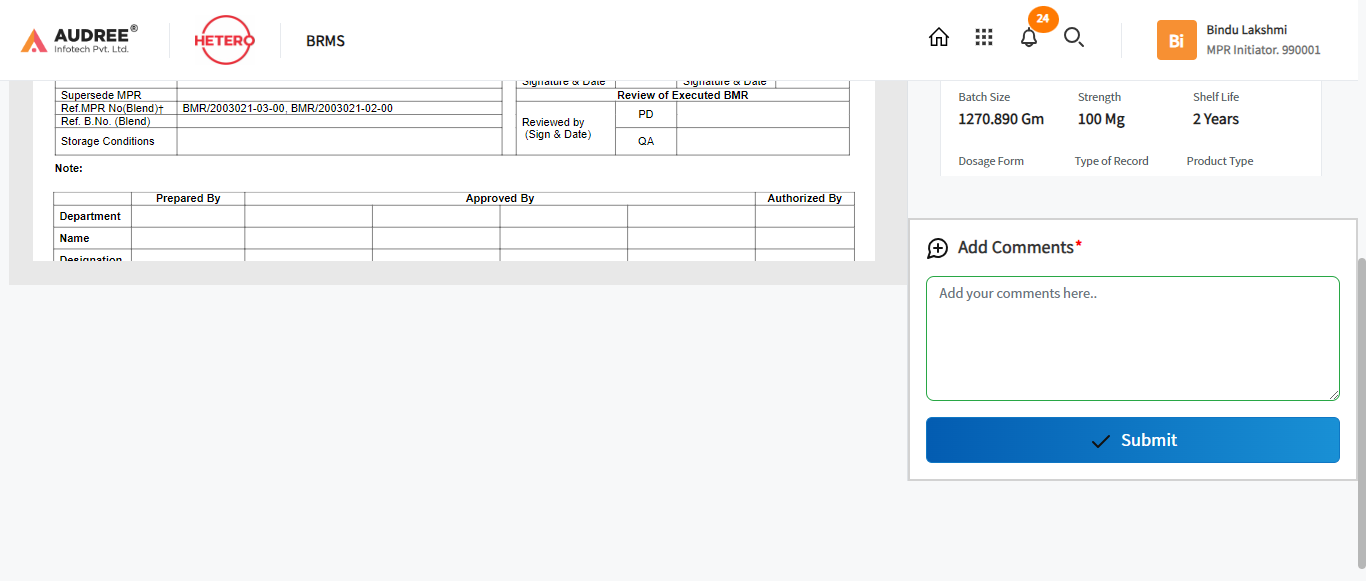 AUDREE®
Infotech Pvt. Ltd.
HETERO
BRMS
24
Bi
Bindu Lakshmi
MPR Initiator. 990001
Signature & Date
Signature & Date
Supersede MPR
Review of Executed BMR
Ref.MPR No(Blend)† BMR/2003021-03-00, BMR/2003021-02-00
Ref. B.No. (Blend)
Storage Conditions
Reviewed by
(Sign & Date)
PD
QA
Note:
Prepared By Approved By Authorized By
Department
Name
Designation
Batch Size Strength Shelf Life
1270.890 Gm 100 Mg 2 Years
Dosage Form Type of Record Product Type
Add Comments*
Add your comments here..
Submit